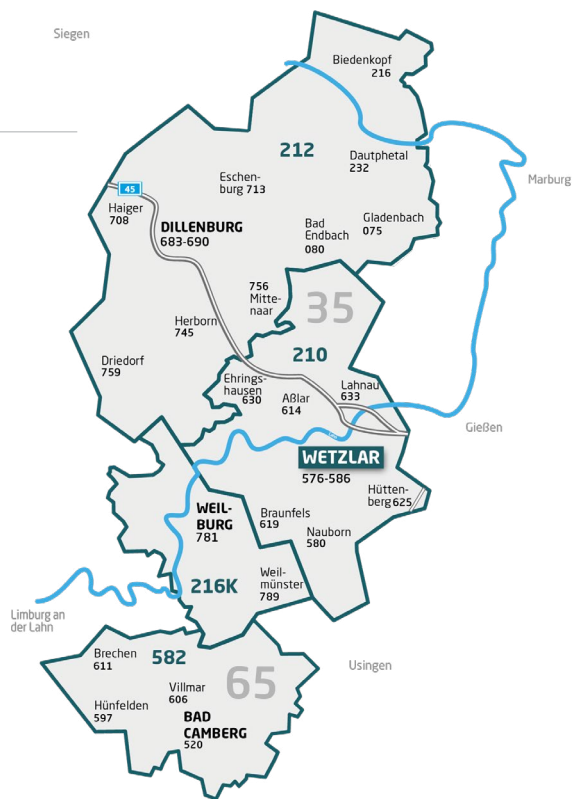 Siegen
Biedenkopf
216
212
Dautphetal
232
Marburg
Eschen-
burg 713
45
Haiger
708
DILLENBURG
683-690
Bad
Endbach
080
Gladenbach
075
756
Mitte-
naar
35
Herborn
745
210
Driedorf
759
Ehrings-
hausen
630
Aßlar
614
Lahnau
633
Gießen
WETZLAR
576-586
Hütten-
berg 625
WEIL-
BURG
781
Braunfels
619
Nauborn
580
216K
Weil-
münster
789
Limburg an
der Lahn
Brechen
611
582
65
Usingen
Villmar
606
Hünfelden
597
BAD
CAMBERG
520